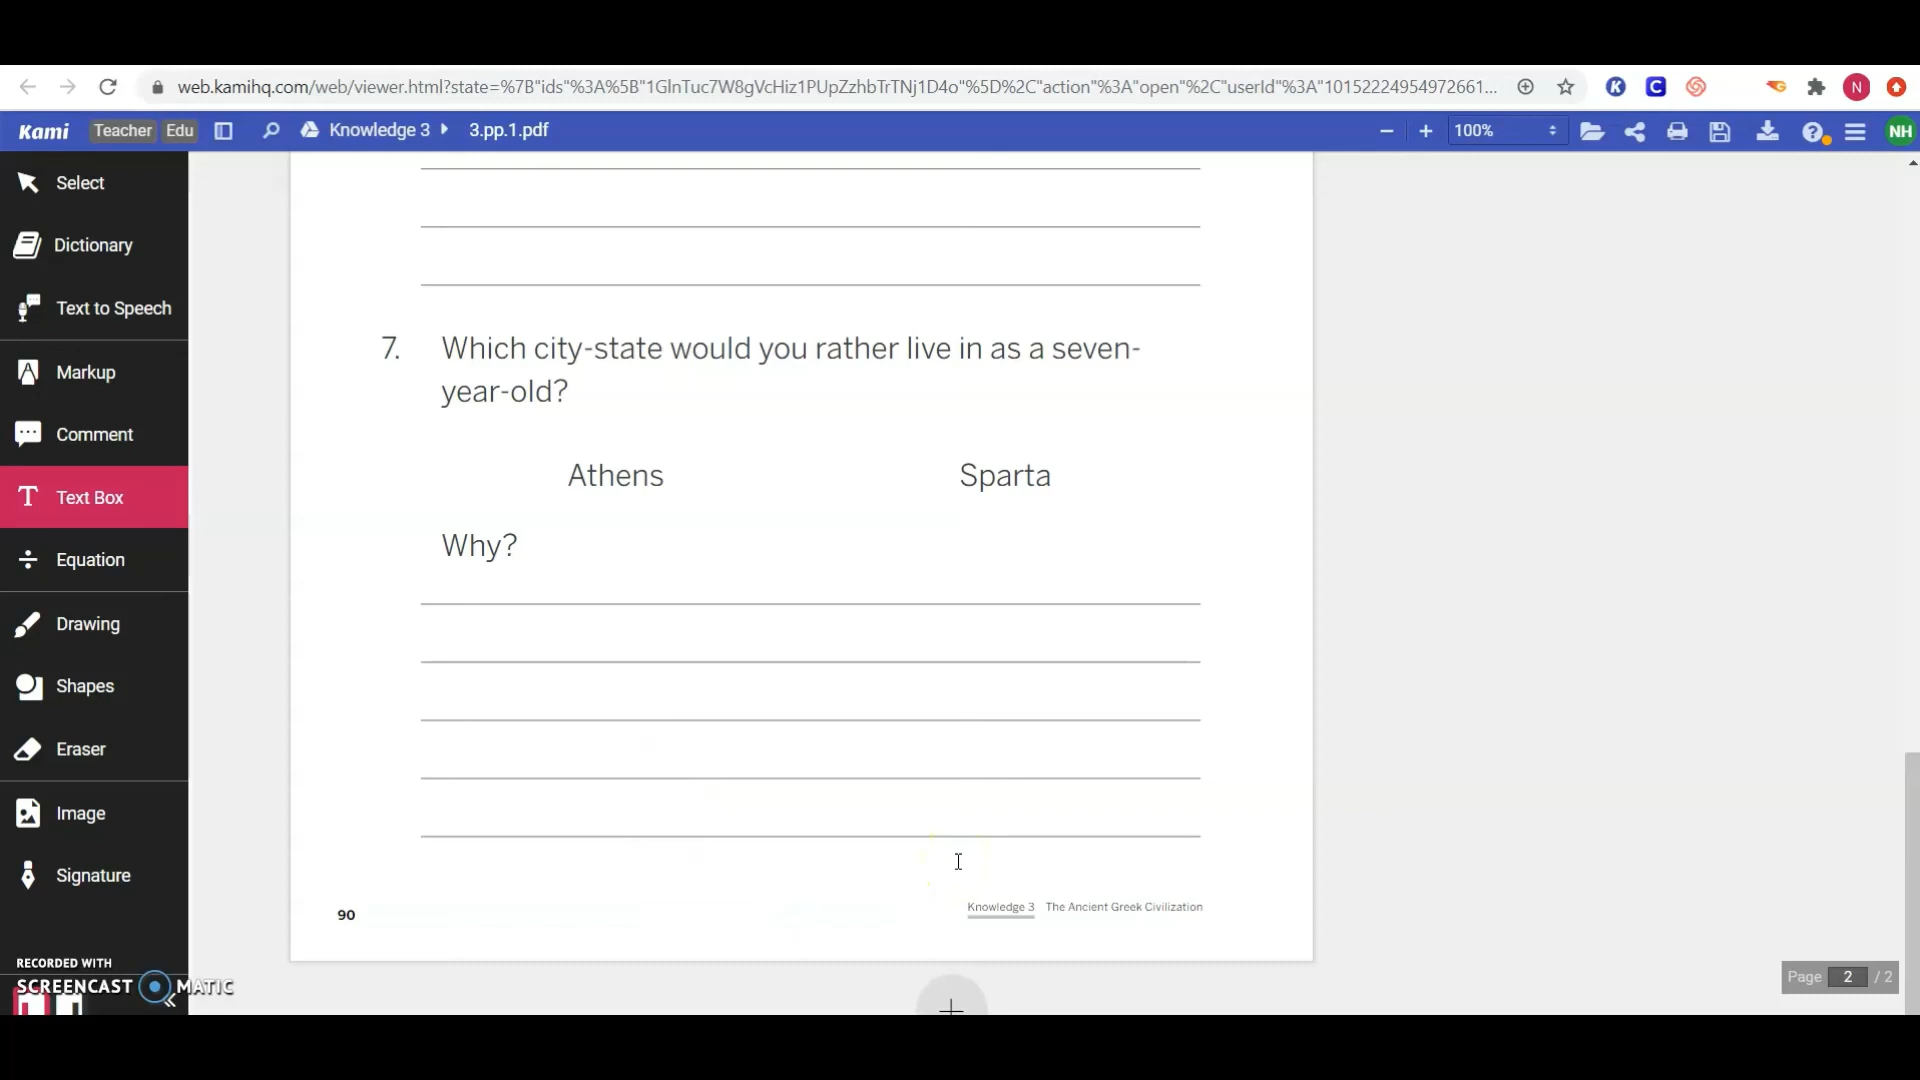 web.kamihq.com/web/viewer.html?state=%7B"ids"%3A%5B"1GlnTuc7W8gVcHiz1PUpZzhbTrTNj1D4o"%5D%2C"action"%3A"open"%2C"userId"%3A"10152224954972661...
K C N
Kami Teacher Edu Knowledge 3 3.pp.1.pdf 100% NH
Select
Dictionary
Text to Speech
Markup
Comment
Text Box
Equation
Drawing
Shapes
Eraser
Image
Signature
7. Which city-state would you rather live in as a seven-
year-old?
Athens Sparta
Why?
90 Knowledge 3 The Ancient Greek Civilization
RECORDED WITH
SCREENCAST MATIC
Page 2 / 2